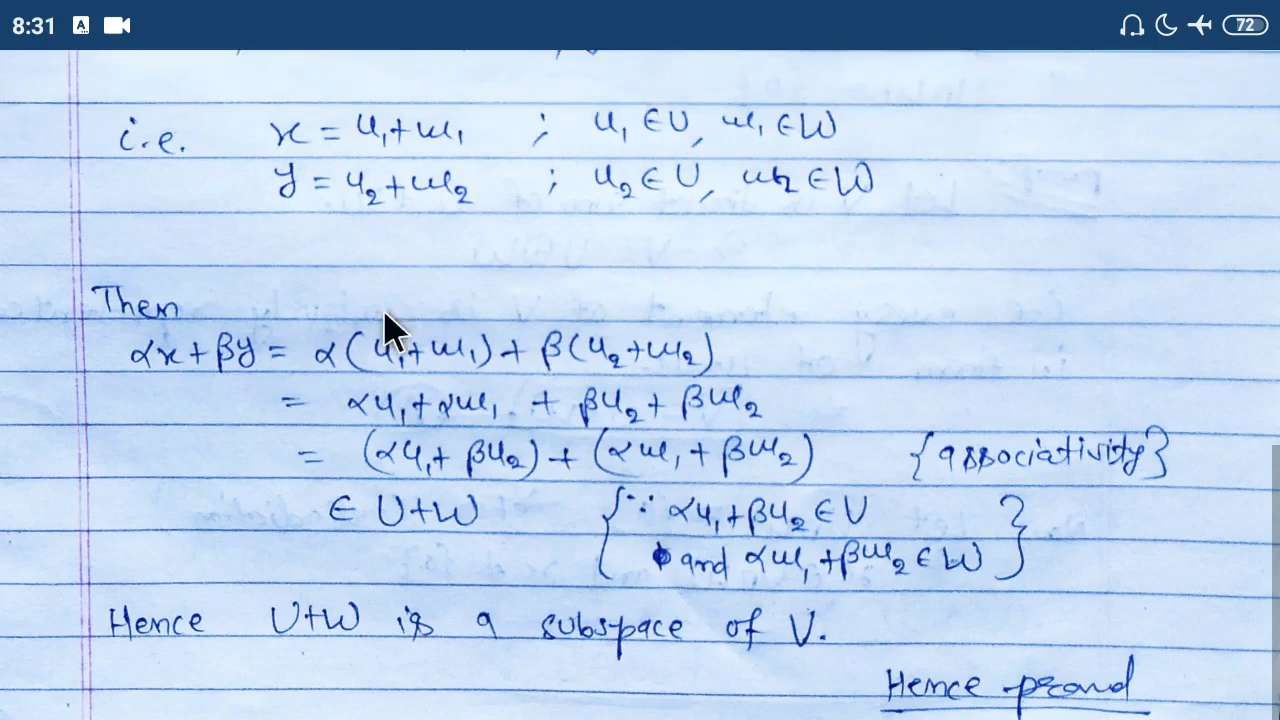 8:31 A 72
i.e. x = u₁+w₁ ; u₁ ∈ U, w₁ ∈ W
y = u₂+w₂ ; u₂ ∈ U, w₂ ∈ W
Then
αx + βy = α(u₁+w₁) + β(u₂+w₂)
= αu₁ + αw₁ + βu₂ + βw₂
= (αu₁ + βu₂) + (αw₁ + βw₂) {associativity}
∈ U+W {∵ αu₁+βu₂ ∈ U
and αw₁+βw₂ ∈ W}
Hence U+W is a subspace of V.
Hence proved